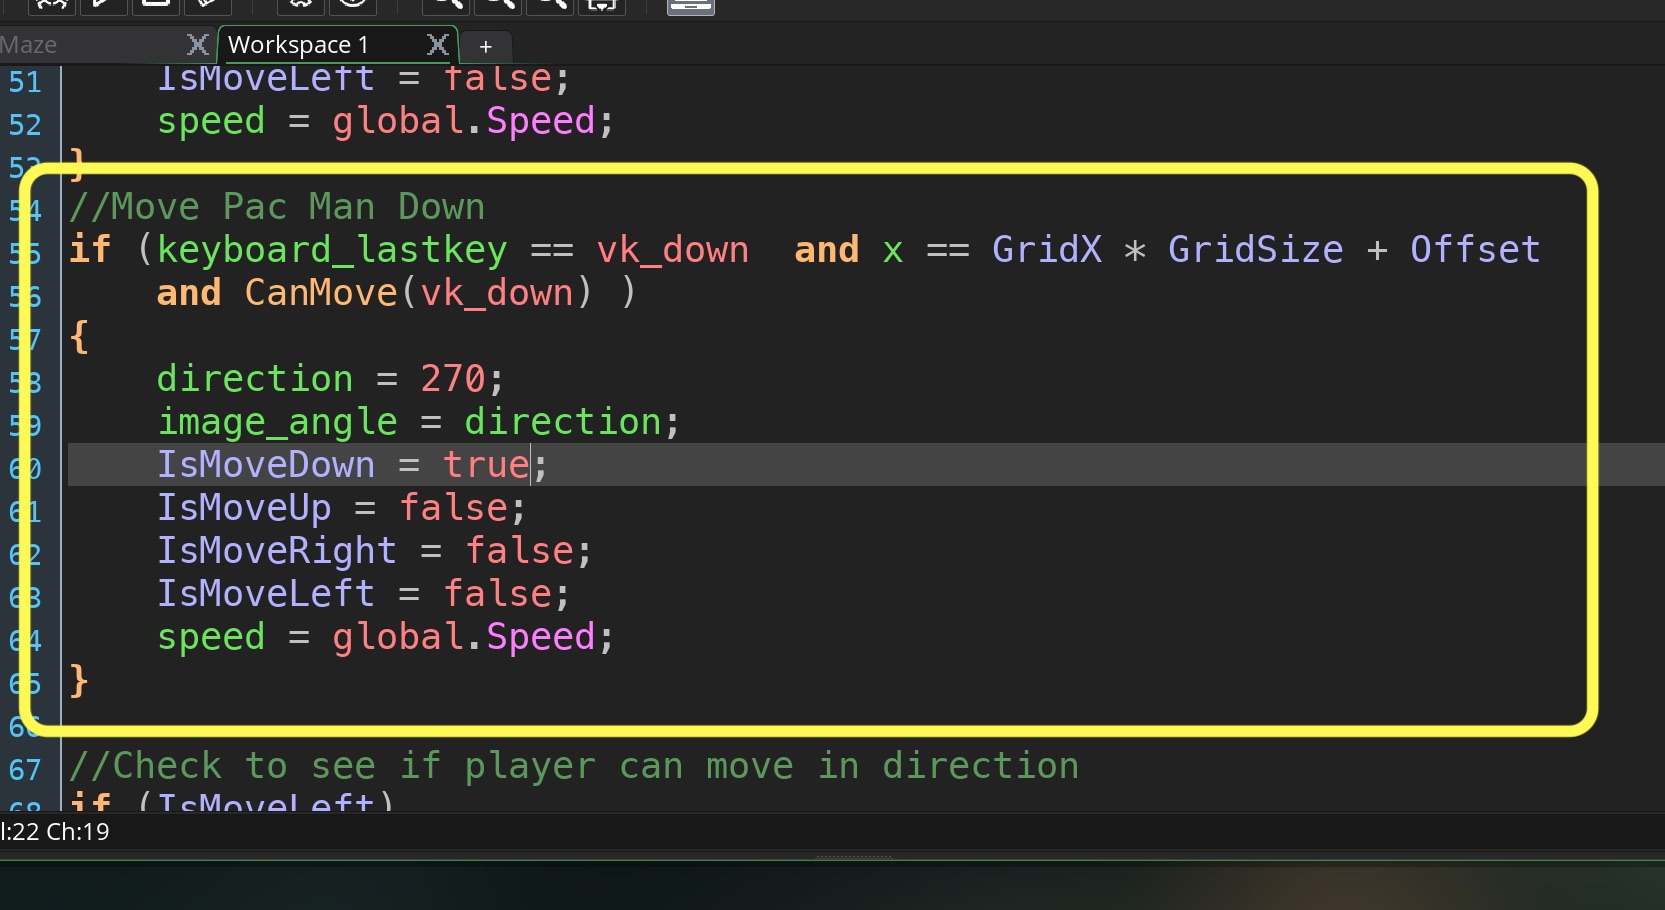 Maze
Workspace 1
+
51 IsMoveLeft = false;
52 speed = global.Speed;
53 }
54 //Move Pac Man Down
55 if (keyboard_lastkey == vk_down  and x == GridX * GridSize + Offset
56 and CanMove(vk_down) )
57 {
58 direction = 270;
59 image_angle = direction;
60 IsMoveDown = true;
61 IsMoveUp = false;
62 IsMoveRight = false;
63 IsMoveLeft = false;
64 speed = global.Speed;
65 }
66
67 //Check to see if player can move in direction
68 if (IsMoveLeft)
l:22 Ch:19